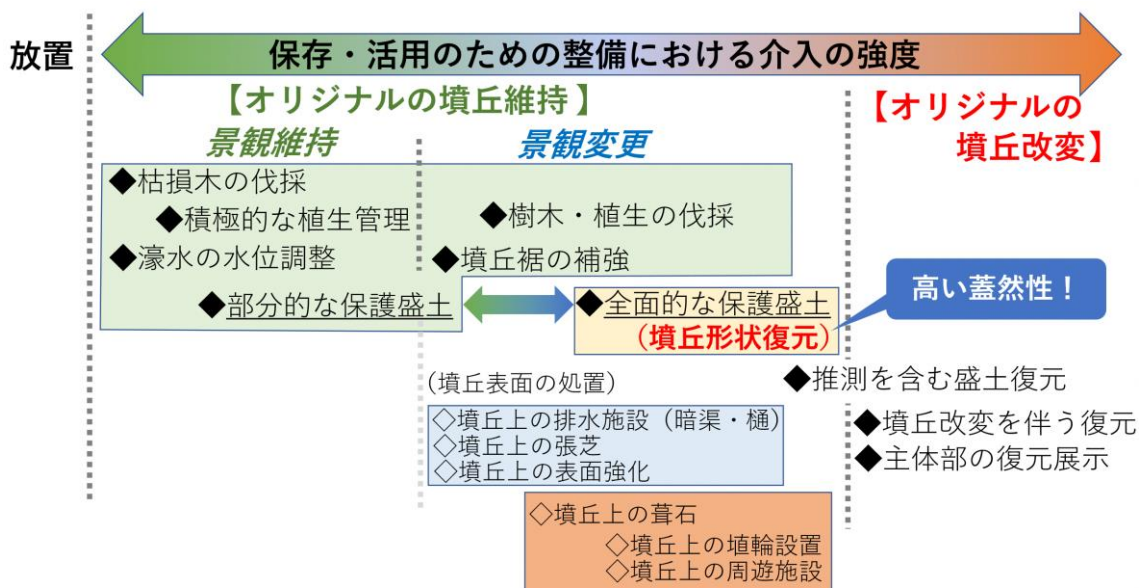 放置
保存・活用のための整備における介入の強度
【オリジナルの墳丘維持】
【オリジナルの
墳丘改変】
景観維持
景観変更
◆枯損木の伐採
◆積極的な植生管理
◆濠水の水位調整
◆部分的な保護盛土
◆樹木・植生の伐採
◆墳丘裾の補強
◆全面的な保護盛土
(墳丘形状復元)
高い蓋然性！
(墳丘表面の処置)
◇墳丘上の排水施設（暗渠・樋）
◇墳丘上の張芝
◇墳丘上の表面強化
◇墳丘上の葺石
◇墳丘上の埴輪設置
◇墳丘上の周遊施設
◆推測を含む盛土復元
◆墳丘改変を伴う復元
◆主体部の復元展示